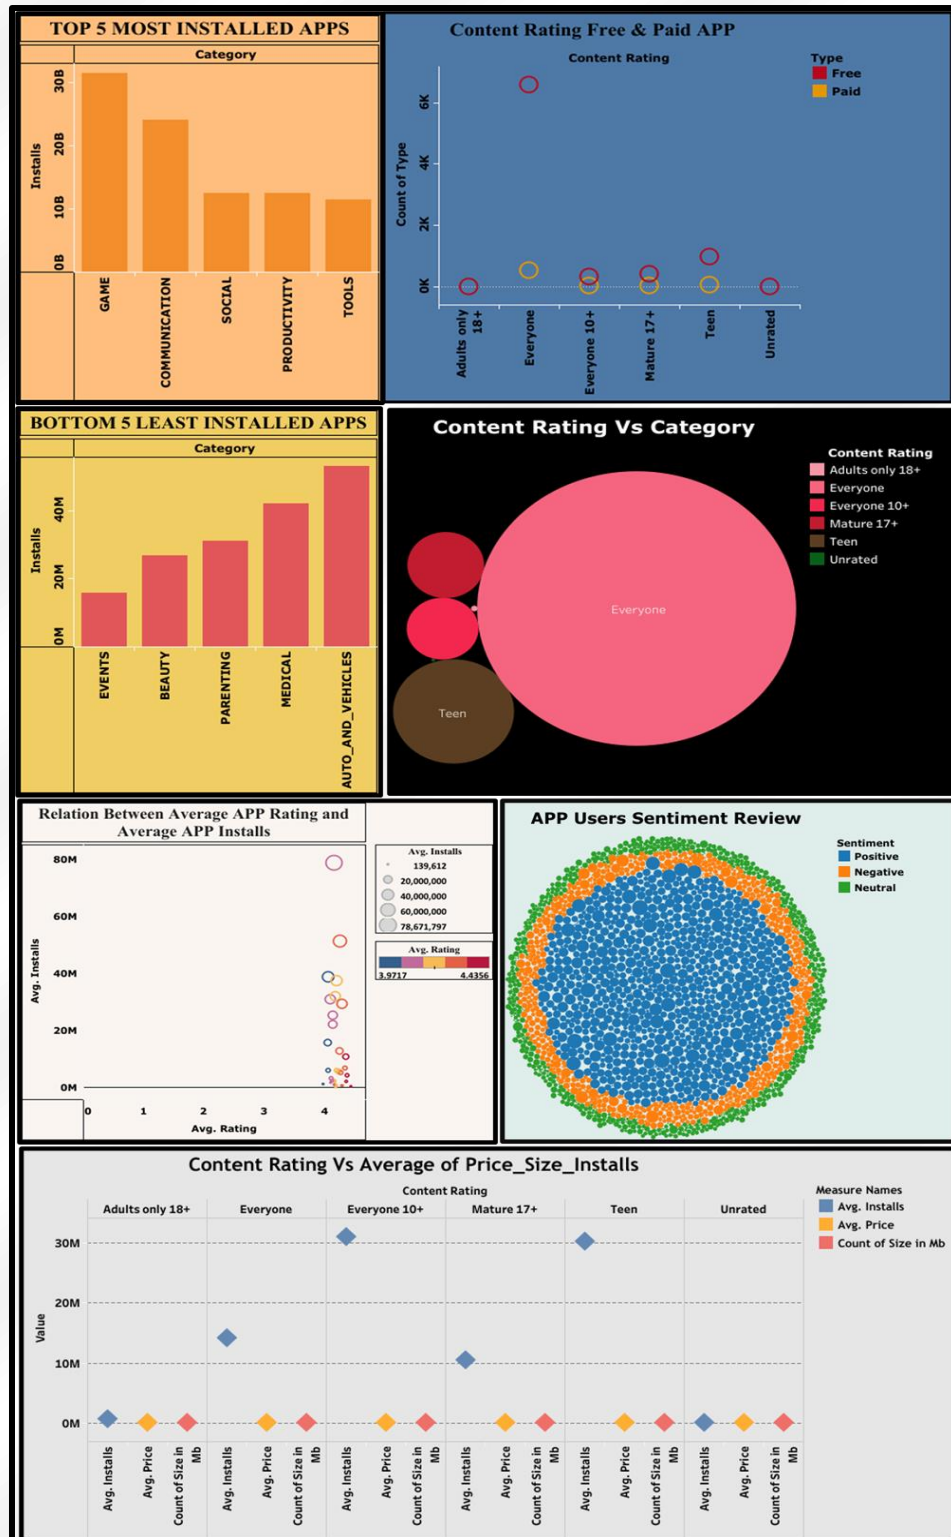 TOP 5 MOST INSTALLED APPS
Category
Installs
30B
20B
10B
0B
GAME
COMMUNICATION
SOCIAL
PRODUCTIVITY
TOOLS
Content Rating Free & Paid APP
Content Rating
Type
Free
Paid
Count of Type
6K
4K
2K
0K
Adults only
18+
Everyone
Everyone 10+
Mature 17+
Teen
Unrated
BOTTOM 5 LEAST INSTALLED APPS
Category
Installs
40M
20M
0M
EVENTS
BEAUTY
PARENTING
MEDICAL
AUTO_AND_VEHICLES
Content Rating Vs Category
Content Rating
Adults only 18+
Everyone
Everyone 10+
Mature 17+
Teen
Unrated
Everyone
Teen
Relation Between Average APP Rating and
Average APP Installs
Avg. Installs
80M
60M
40M
20M
0M
0 1 2 3 4
Avg. Rating
Avg. Installs
139,612
20,000,000
40,000,000
60,000,000
78,671,797
Avg. Rating
3.9717 4.4356
APP Users Sentiment Review
Sentiment
Positive
Negative
Neutral
Content Rating Vs Average of Price_Size_Installs
Content Rating
Adults only 18+ Everyone Everyone 10+ Mature 17+ Teen Unrated
Measure Names
Avg. Installs
Avg. Price
Count of Size in Mb
Value
30M
20M
10M
0M
Avg. Installs
Avg. Price
Count of Size in
Mb
Avg. Installs
Avg. Price
Count of Size in
Mb
Avg. Installs
Avg. Price
Count of Size in
Mb
Avg. Installs
Avg. Price
Count of Size in
Mb
Avg. Installs
Avg. Price
Count of Size in
Mb
Avg. Installs
Avg. Price
Count of Size in
Mb